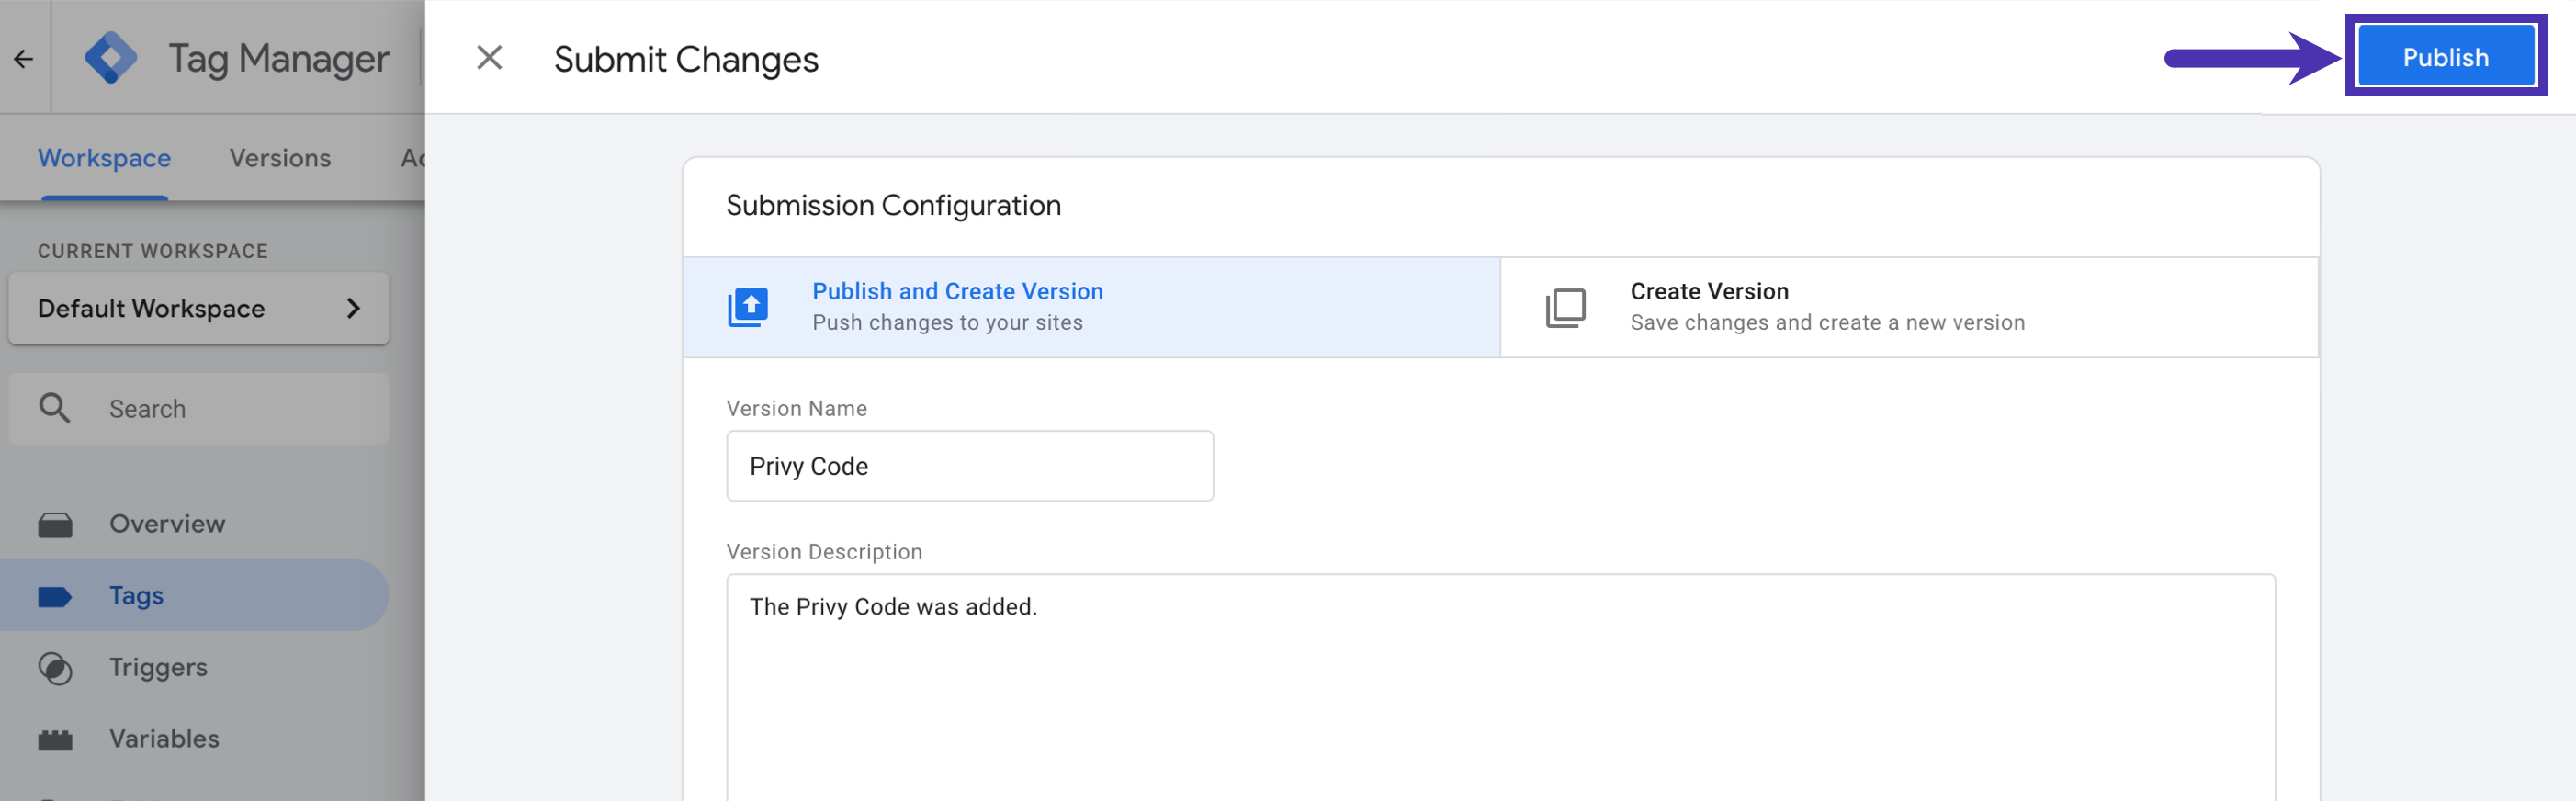 Tag Manager
Submit Changes
Publish
Workspace
Versions
CURRENT WORKSPACE
Default Workspace
Search
Overview
Tags
Triggers
Variables
Submission Configuration
Publish and Create Version
Push changes to your sites
Create Version
Save changes and create a new version
Version Name
Privy Code
Version Description
The Privy Code was added.